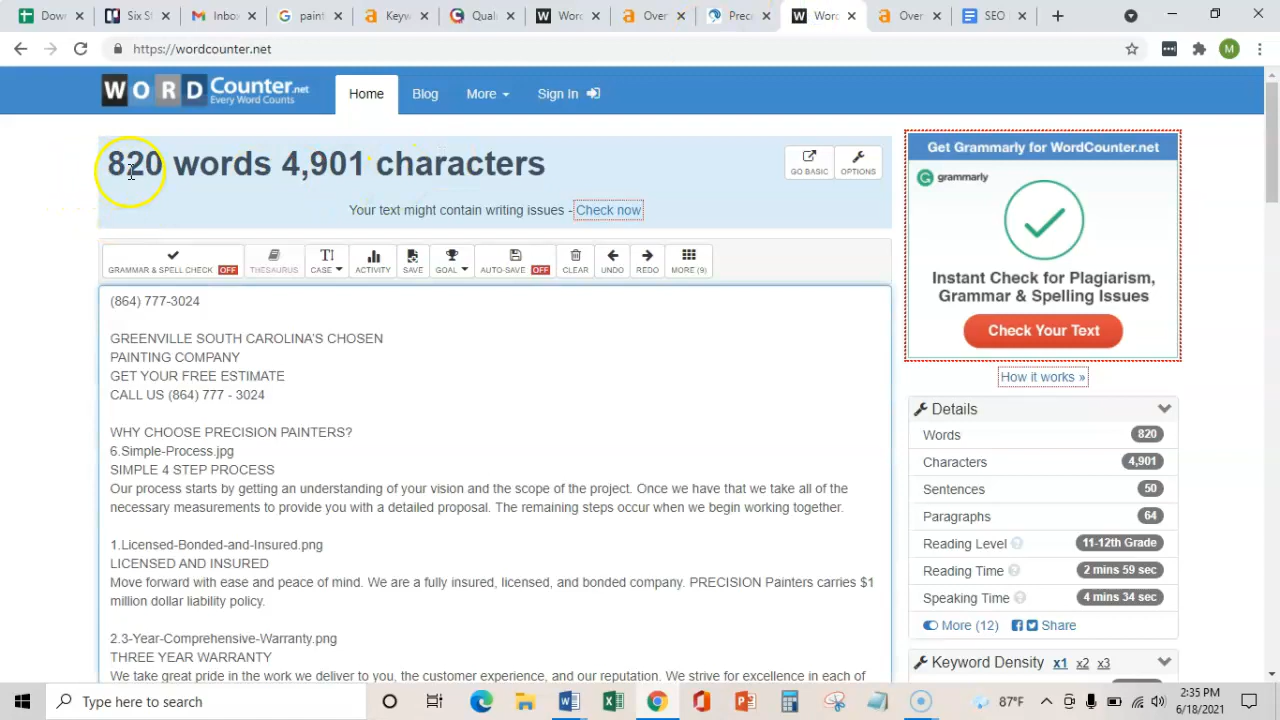 Dow
Six S
Inbo
paint
Keyw
Quali
Word
Over
Preci
Word
Over
SEO
https://wordcounter.net
M
WORD Counter.net
Every Word Counts
Home
Blog
More
Sign In
820 words 4,901 characters
GO BASIC
OPTIONS
Your text might contain writing issues - Check now
GRAMMAR & SPELL CHECK OFF
THESAURUS
CASE
ACTIVITY
SAVE
GOAL
AUTO-SAVE OFF
CLEAR
UNDO
REDO
MORE (9)
(864) 777-3024
GREENVILLE SOUTH CAROLINA'S CHOSEN
PAINTING COMPANY
GET YOUR FREE ESTIMATE
CALL US (864) 777 - 3024
WHY CHOOSE PRECISION PAINTERS?
6.Simple-Process.jpg
SIMPLE 4 STEP PROCESS
Our process starts by getting an understanding of your vision and the scope of the project. Once we have that we take all of the
necessary measurements to provide you with a detailed proposal. The remaining steps occur when we begin working together.
1.Licensed-Bonded-and-Insured.png
LICENSED AND INSURED
Move forward with ease and peace of mind. We are a fully insured, licensed, and bonded company. PRECISION Painters carries $1
million dollar liability policy.
2.3-Year-Comprehensive-Warranty.png
THREE YEAR WARRANTY
We take great pride in the work we deliver to you, the customer experience, and our reputation. We strive for excellence in each of
Get Grammarly for WordCounter.net
grammarly
Instant Check for Plagiarism,
Grammar & Spelling Issues
Check Your Text
How it works »
Details
Words 820
Characters 4,901
Sentences 50
Paragraphs 64
Reading Level 11-12th Grade
Reading Time 2 mins 59 sec
Speaking Time 4 mins 34 sec
More (12) Share
Keyword Density x1 x2 x3
Type here to search
87°F
2:35 PM
6/18/2021